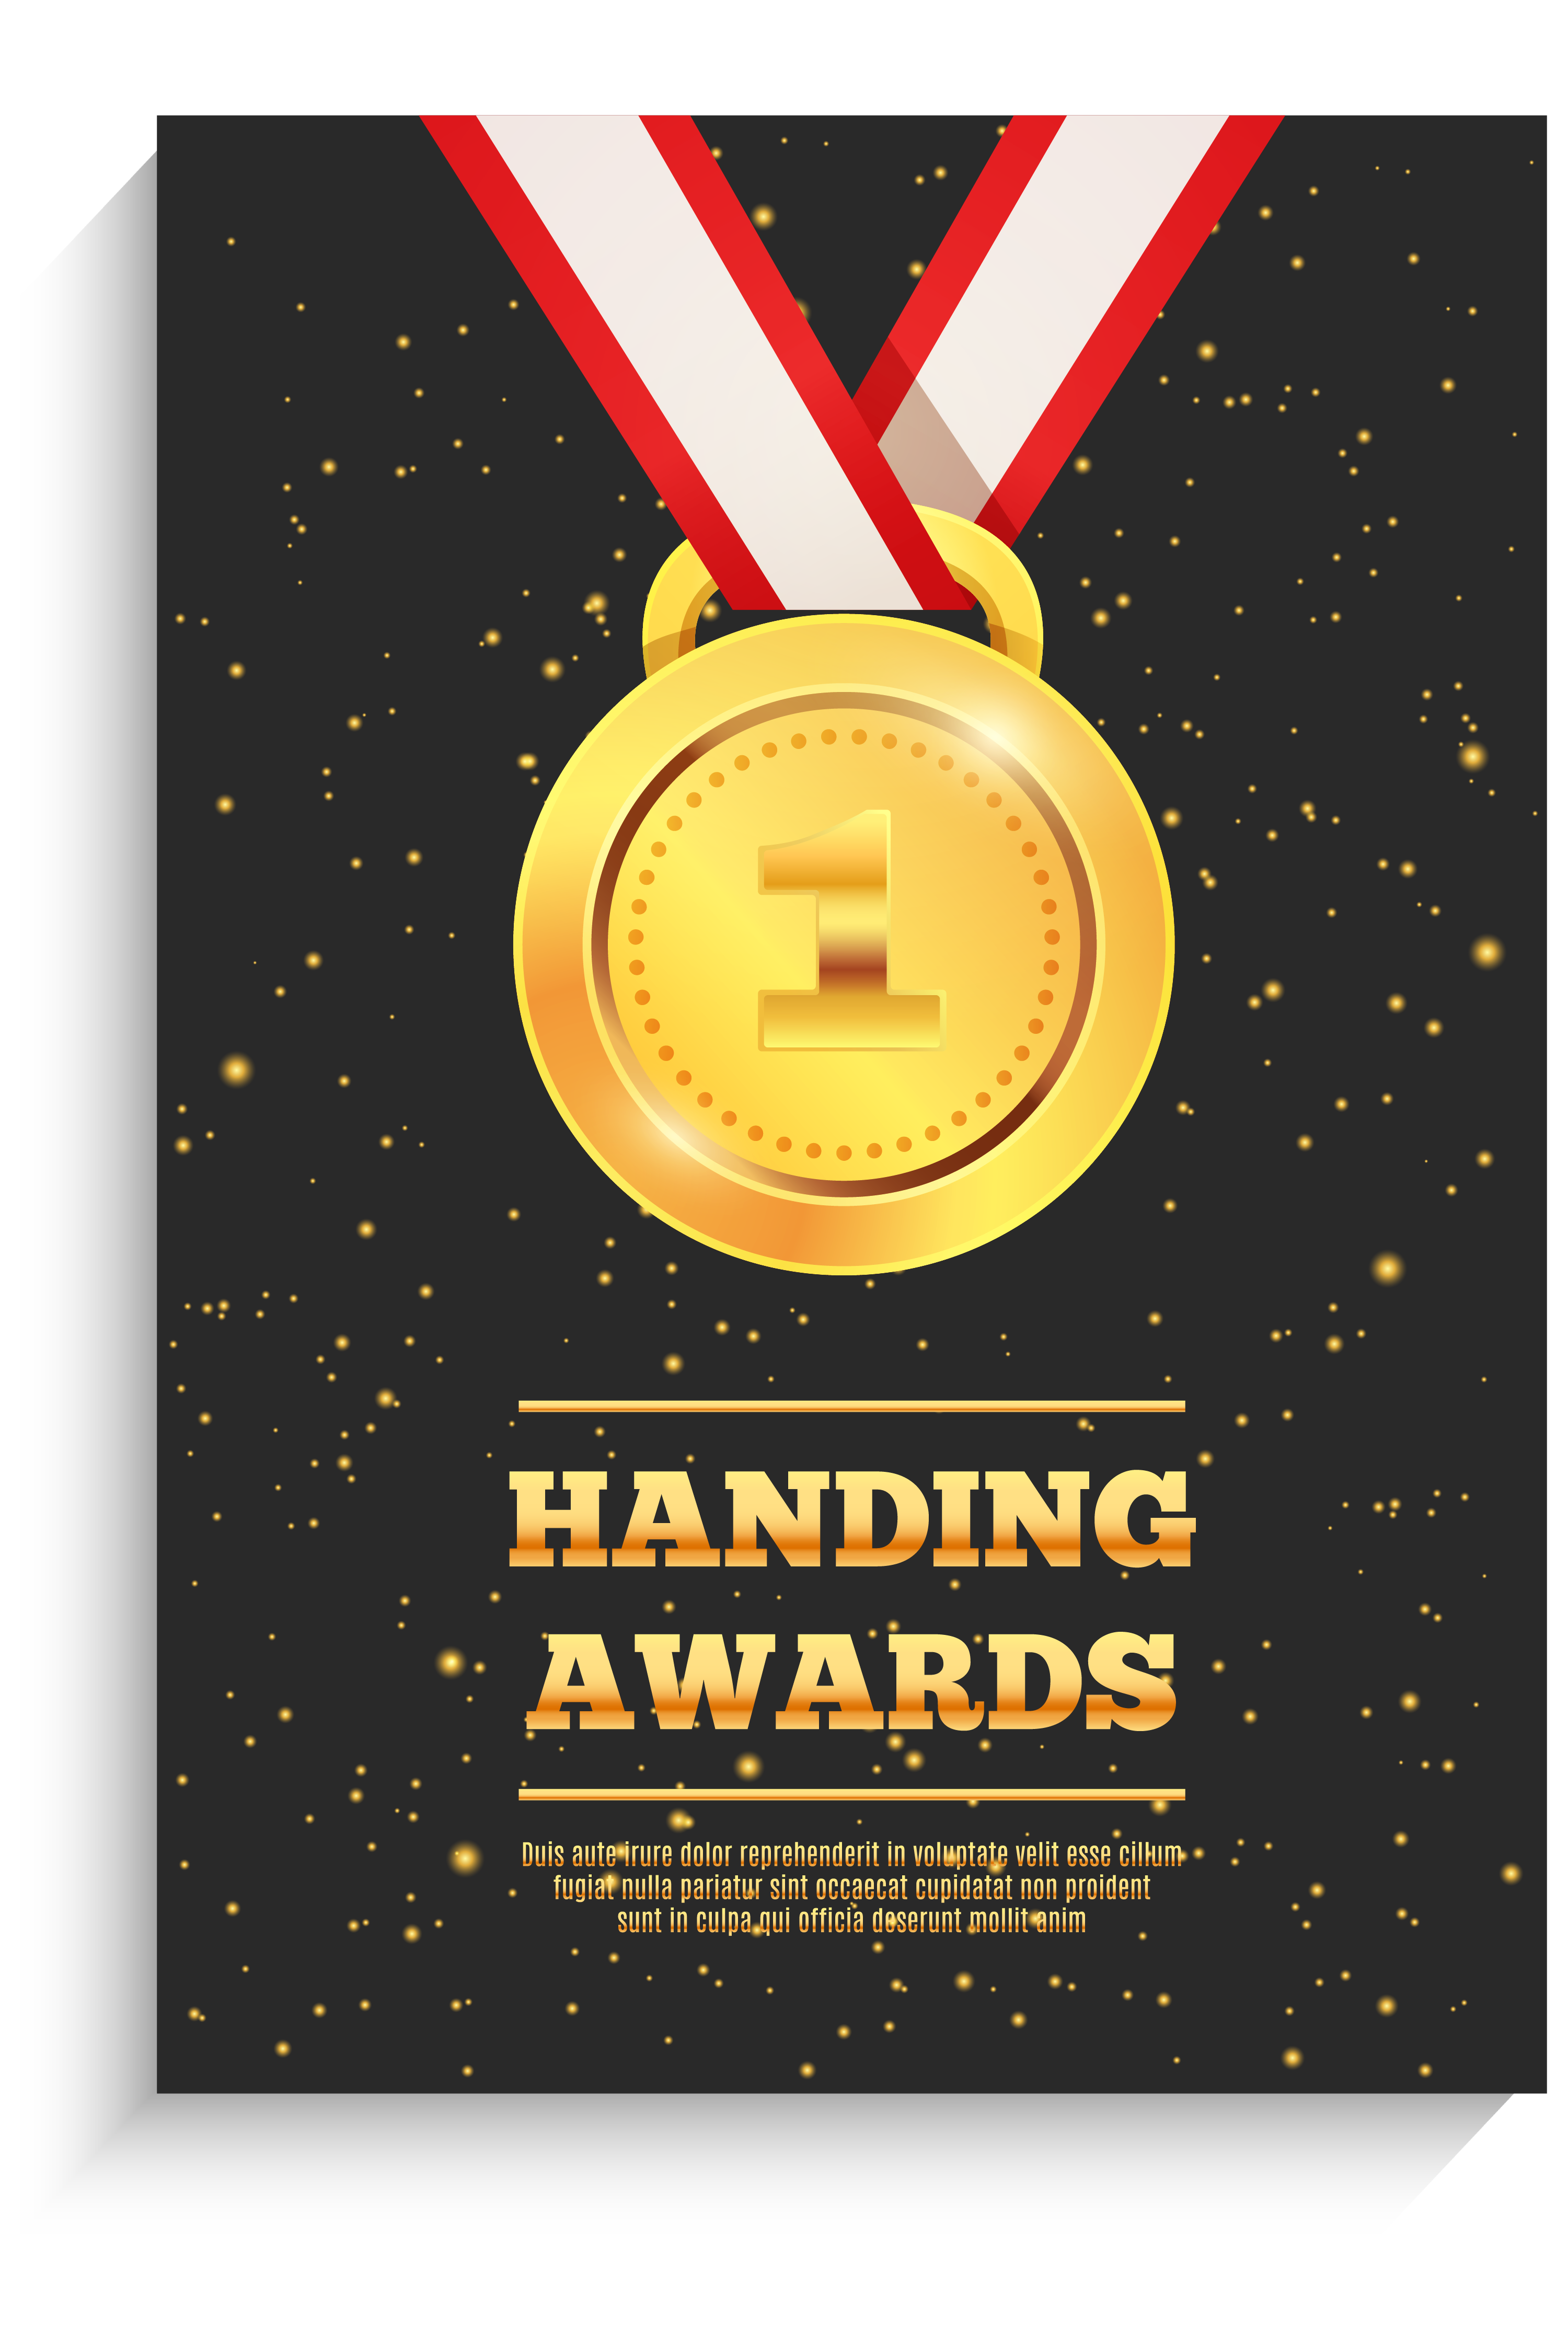 1
HANDING
AWARDS
Duis aute irure dolor reprehenderit in voluptate velit esse cillum
fugiat nulla pariatur sint occaecat cupidatat non proident
sunt in culpa qui officia deserunt mollit anim